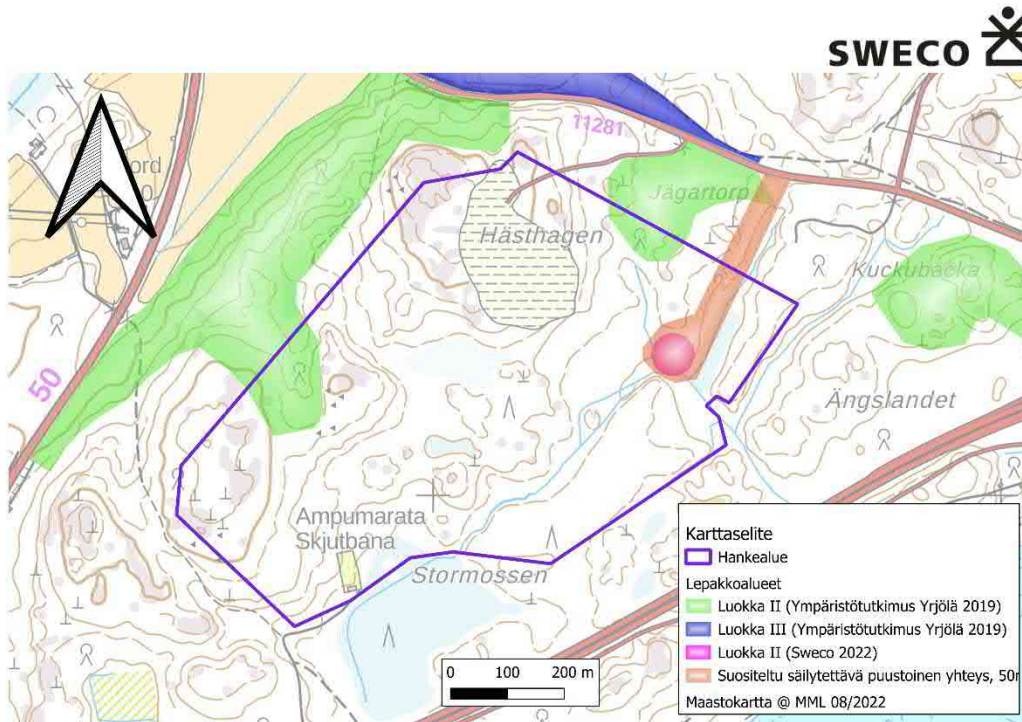 SWECO
11281
Jägartorp
Hästhagen
Kuckubacka
50
Ängslandet
Ampumarata
Skjutbana
Stormossen
0 100 200 m
Karttaselite
Hankealue
Lepakkoalueet
Luokka II (Ympäristötutkimus Yrjölä 2019)
Luokka III (Ympäristötutkimus Yrjölä 2019)
Luokka II (Sweco 2022)
Suositeltu säilytettävä puustoinen yhteys, 50m
Maastokartta @ MML 08/2022